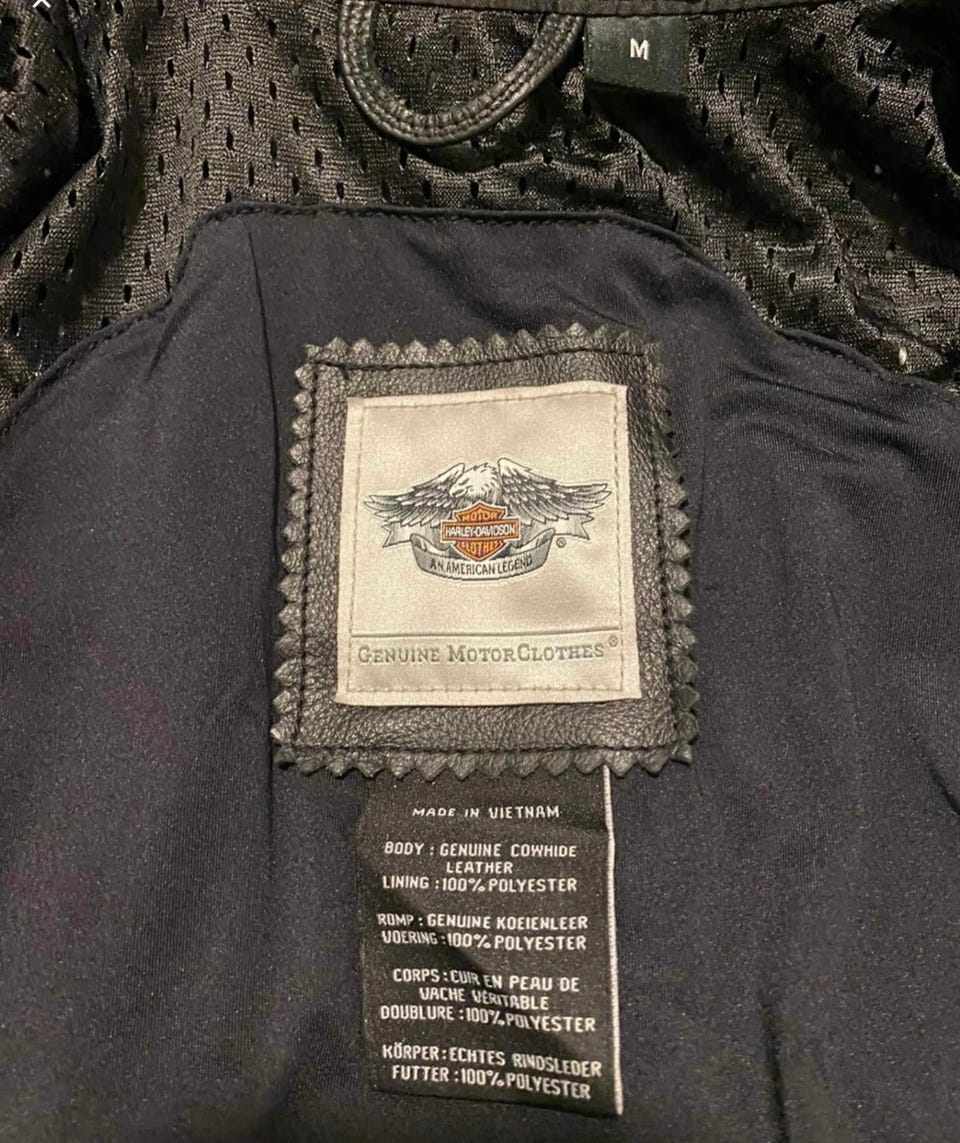 M
MOTOR
HARLEY-DAVIDSON
CLOTHES
®
AN AMERICAN LEGEND
GENUINE MOTORCLOTHES®
MADE IN VIETNAM
BODY : GENUINE COWHIDE
LEATHER
LINING :100% POLYESTER
ROMP : GENUINE KOEIENLEER
VOERING :100% POLYESTER
CORPS : CUIR EN PEAU DE
VACHE VÉRITABLE
DOUBLURE :100% POLYESTER
KÖRPER : ECHTES RINDSLEDER
FUTTER :100% POLYESTER